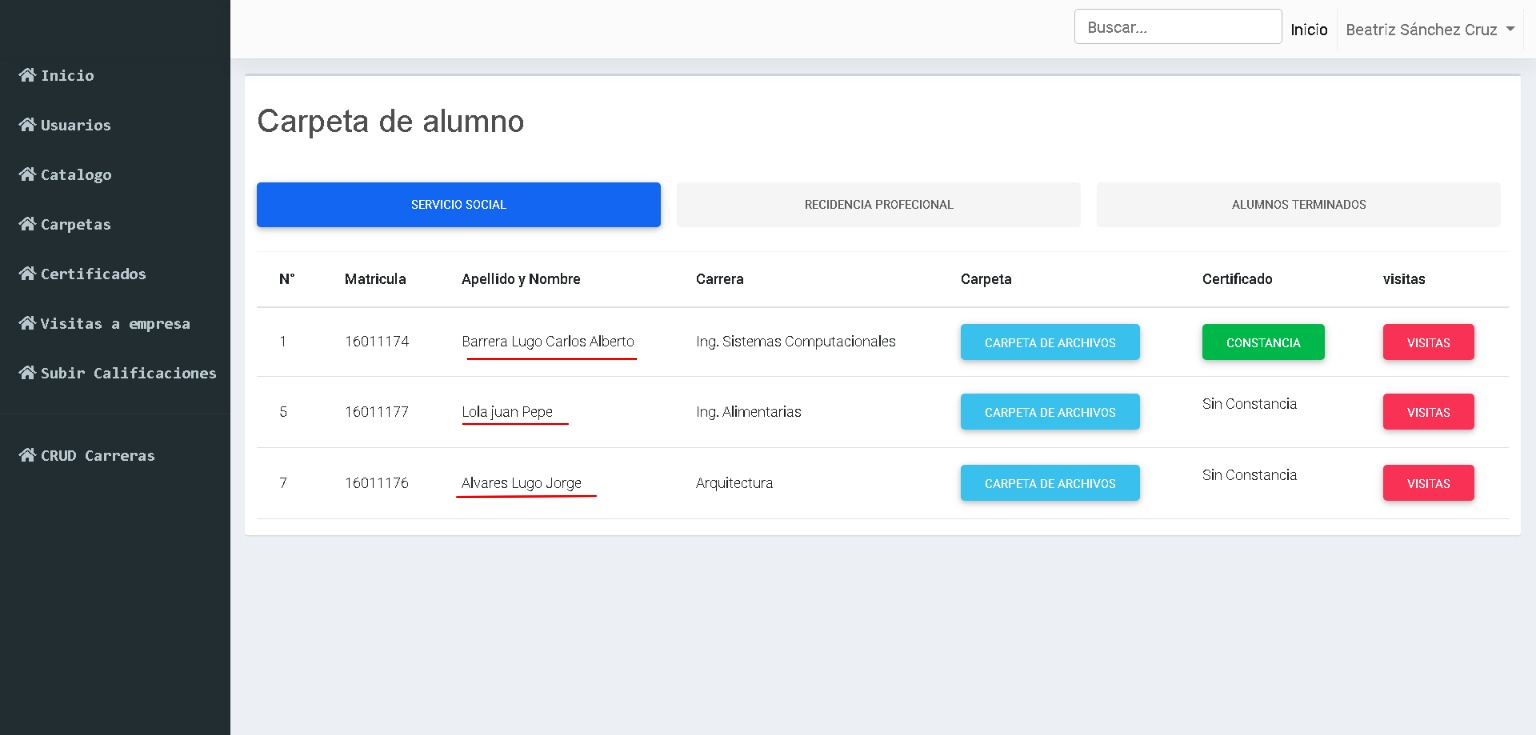 Buscar...
Inicio
Beatriz Sánchez Cruz
Inicio
Usuarios
Catalogo
Carpetas
Certificados
Visitas a empresa
Subir Calificaciones
CRUD Carreras
Carpeta de alumno
SERVICIO SOCIAL
RECIDENCIA PROFECIONAL
ALUMNOS TERMINADOS
N° Matricula Apellido y Nombre Carrera Carpeta Certificado visitas
1 16011174 Barrera Lugo Carlos Alberto Ing. Sistemas Computacionales CARPETA DE ARCHIVOS CONSTANCIA VISITAS
5 16011177 Lola juan Pepe Ing. Alimentarias CARPETA DE ARCHIVOS Sin Constancia VISITAS
7 16011176 Alvares Lugo Jorge Arquitectura CARPETA DE ARCHIVOS Sin Constancia VISITAS